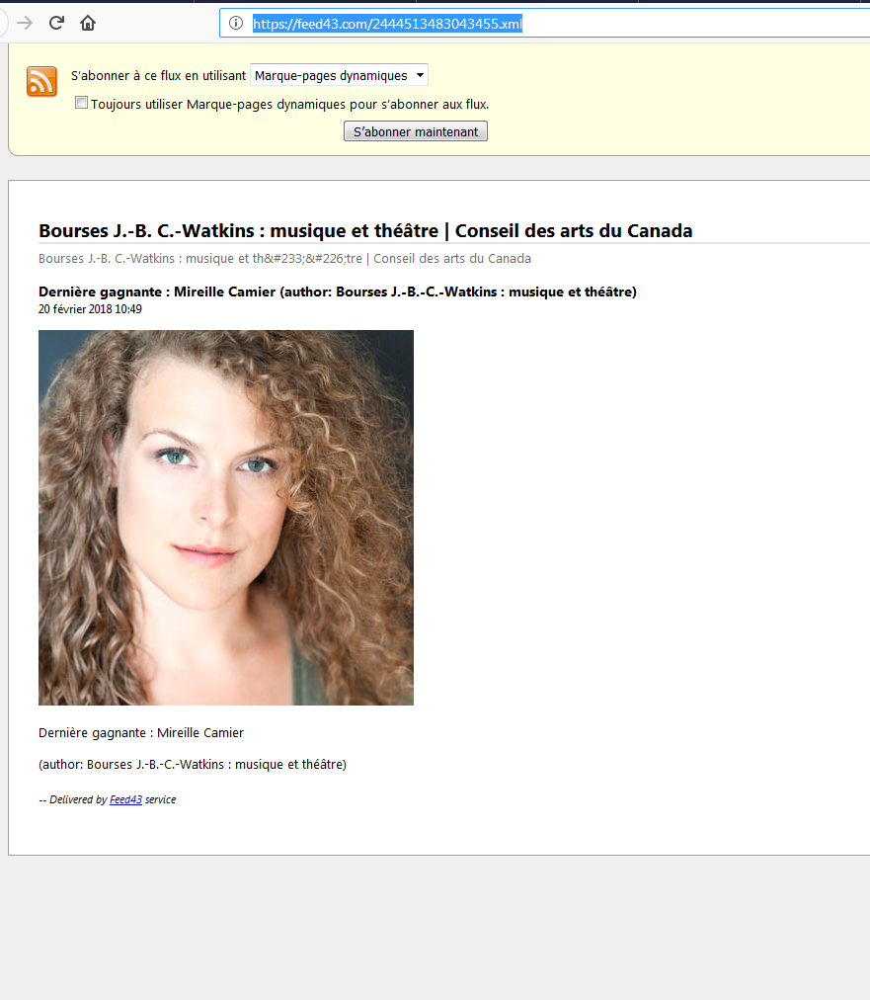 https://feed43.com/2444513483043455.xml
S'abonner à ce flux en utilisant Marque-pages dynamiques
Toujours utiliser Marque-pages dynamiques pour s'abonner aux flux.
S'abonner maintenant
Bourses J.-B. C.-Watkins : musique et théâtre | Conseil des arts du Canada
Bourses J.-B. C.-Watkins : musique et th&#233;&#226;tre | Conseil des arts du Canada
Dernière gagnante : Mireille Camier (author: Bourses J.-B.-C.-Watkins : musique et théâtre)
20 février 2018 10:49
Dernière gagnante : Mireille Camier
(author: Bourses J.-B.-C.-Watkins : musique et théâtre)
-- Delivered by Feed43 service